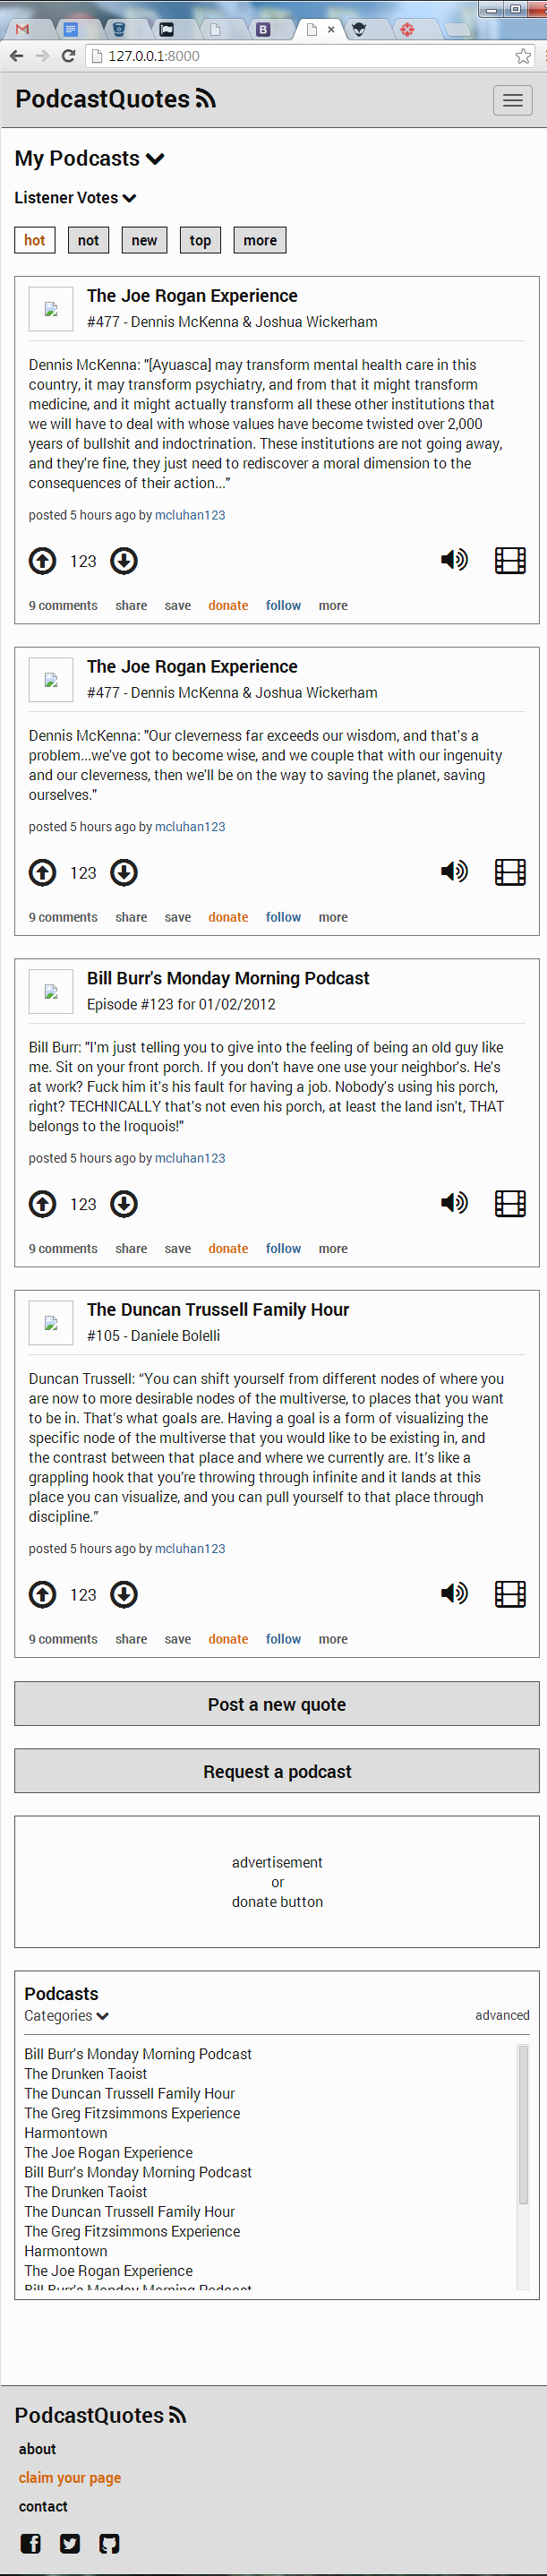 127.0.0.1:8000
PodcastQuotes
My Podcasts
Listener Votes
hot not new top more
The Joe Rogan Experience
#477 - Dennis McKenna & Joshua Wickerham
Dennis McKenna: "[Ayuasca] may transform mental health care in this
country, it may transform psychiatry, and from that it might transform
medicine, and it might actually transform all these other institutions that
we will have to deal with whose values have become twisted over 2,000
years of bullshit and indoctrination. These institutions are not going away,
and they're fine, they just need to rediscover a moral dimension to the
consequences of their action..."
posted 5 hours ago by mcluhan123
123
9 comments share save donate follow more
The Joe Rogan Experience
#477 - Dennis McKenna & Joshua Wickerham
Dennis McKenna: "Our cleverness far exceeds our wisdom, and that's a
problem...we've got to become wise, and we couple that with our ingenuity
and our cleverness, then we'll be on the way to saving the planet, saving
ourselves."
posted 5 hours ago by mcluhan123
123
9 comments share save donate follow more
Bill Burr's Monday Morning Podcast
Episode #123 for 01/02/2012
Bill Burr: "I'm just telling you to give into the feeling of being an old guy like
me. Sit on your front porch. If you don't have one use your neighbor's. He's
at work? Fuck him it's his fault for having a job. Nobody's using his porch,
right? TECHNICALLY that's not even his porch, at least the land isn't, THAT
belongs to the Iroquois!"
posted 5 hours ago by mcluhan123
123
9 comments share save donate follow more
The Duncan Trussell Family Hour
#105 - Daniele Bolelli
Duncan Trussell: “You can shift yourself from different nodes of where you
are now to more desirable nodes of the multiverse, to places that you want
to be in. That’s what goals are. Having a goal is a form of visualizing the
specific node of the multiverse that you would like to be existing in, and
the contrast between that place and where we currently are. It’s like a
grappling hook that you’re throwing through infinite and it lands at this
place you can visualize, and you can pull yourself to that place through
discipline.”
posted 5 hours ago by mcluhan123
123
9 comments share save donate follow more
Post a new quote
Request a podcast
advertisement
or
donate button
Podcasts
Categories advanced
Bill Burr's Monday Morning Podcast
The Drunken Taoist
The Duncan Trussell Family Hour
The Greg Fitzsimmons Experience
Harmontown
The Joe Rogan Experience
Bill Burr's Monday Morning Podcast
The Drunken Taoist
The Duncan Trussell Family Hour
The Greg Fitzsimmons Experience
Harmontown
The Joe Rogan Experience
Bill Burr's Monday Morning Podcast
PodcastQuotes
about
claim your page
contact